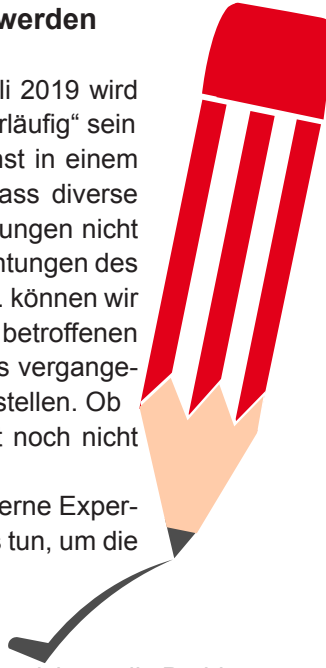 werden
li 2019 wird
rläufig“ sein
nst in einem
ass diverse
ungen nicht
htungen des
. können wir
betroffenen
s vergange-
stellen. Ob
t noch nicht
erne Exper-
s tun, um die